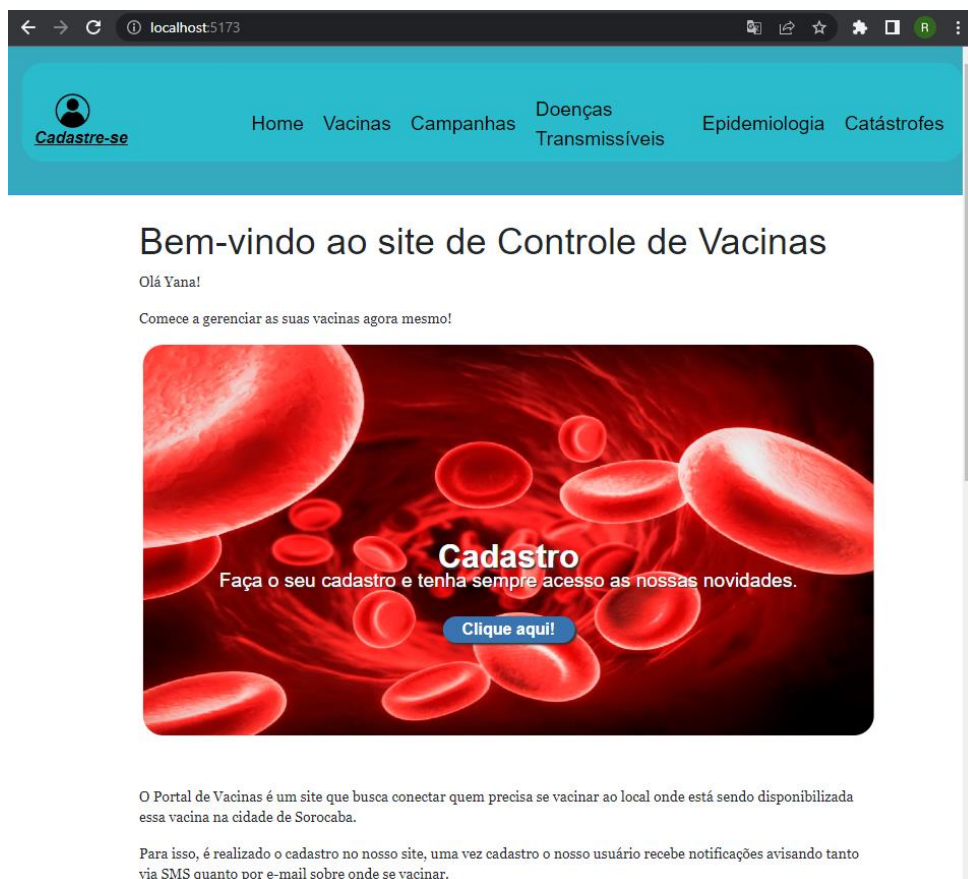 localhost:5173
R
Cadastre-se
Home Vacinas Campanhas Doenças
Transmissíveis Epidemiologia Catástrofes
Bem-vindo ao site de Controle de Vacinas
Olá Yana!
Comece a gerenciar as suas vacinas agora mesmo!
Cadastro
Faça o seu cadastro e tenha sempre acesso as nossas novidades.
Clique aqui!
O Portal de Vacinas é um site que busca conectar quem precisa se vacinar ao local onde está sendo disponibilizada
essa vacina na cidade de Sorocaba.
Para isso, é realizado o cadastro no nosso site, uma vez cadastro o nosso usuário recebe notificações avisando tanto
via SMS quanto por e-mail sobre onde se vacinar.